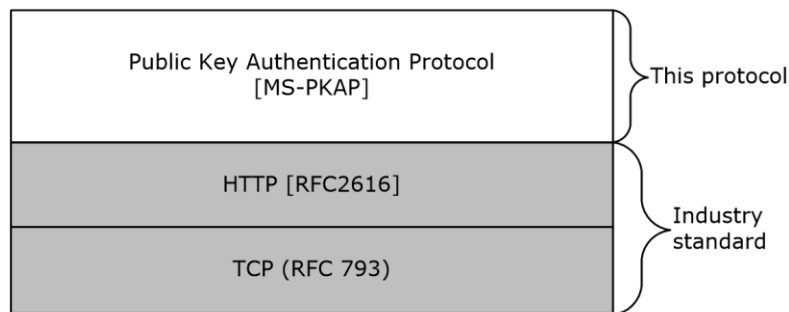 Public Key Authentication Protocol
[MS-PKAP]
This protocol
HTTP [RFC2616]
Industry
standard
TCP (RFC 793)